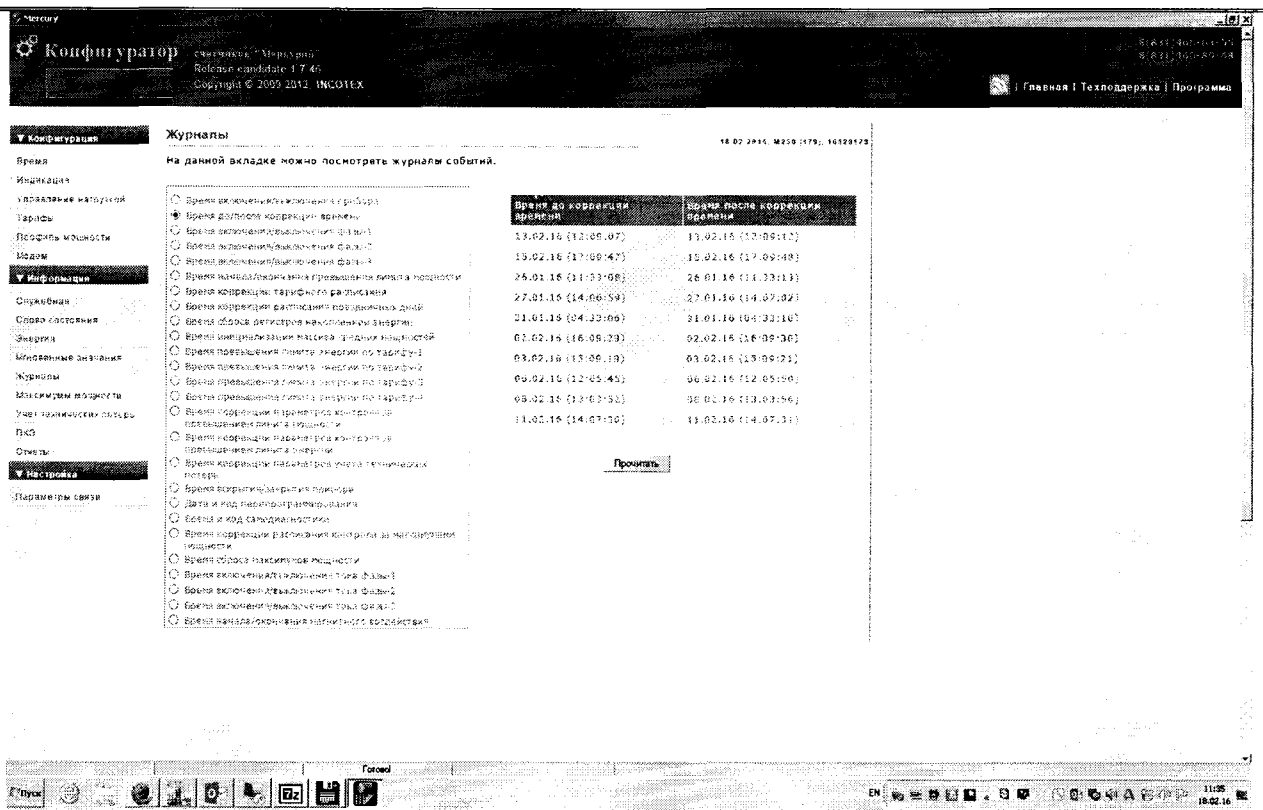 Mercury
Конфигуратор
счетчиков "Меркурий"
Release candidate 1.7.46
Copyright © 2009-2012, INCOTEX
| Главная | Техподдержка | Программа
▼ Конфигурация
Время
Индикация
Управление нагрузкой
Тарифы
Профиль мощности
Модем
▼ Информация
Служебная
Слово состояния
Энергия
Мгновенные значения
Журналы
Максимумы мощности
Учет технических потерь
ПКЭ
Отчеты
▼ Настройка
Параметры связи
Журналы
На данной вкладке можно посмотреть журналы событий.
Время включения/выключения прибора
Время до/после коррекции времени
Время включения/выключения фазы-1
Время включения/выключения фазы-2
Время включения/выключения фазы-3
Время начала/окончания превышения лимита мощности
Время коррекции тарифного расписания
Время коррекции расписания праздничных дней
Время сброса регистров накопленной энергии
Время инициализации массива средних мощностей
Время превышения лимита энергии по тарифу-1
Время превышения лимита энергии по тарифу-2
Время превышения лимита энергии по тарифу-3
Время превышения лимита энергии по тарифу-4
Время коррекции параметров контроля за
превышением лимита мощности
Время коррекции параметров контроля за
превышением лимита энергии
Время коррекции параметров учета технических
потерь
Время вскрытия/закрытия прибора
Дата и код перепрограммирования
Время и код самодиагностики
Время коррекции расписания контроля за максимумами
мощности
Время сброса максимумов мощности
Время включения/выключения тока фазы-1
Время включения/выключения тока фазы-2
Время включения/выключения тока фазы-3
Время начала/окончания магнитного воздействия
Время до коррекции времени
Время после коррекции времени
13.02.16 (12:09:07) 13.02.16 (12:09:12)
15.02.16 (17:09:47) 15.02.16 (17:09:48)
26.01.16 (11:33:08) 26.01.16 (11:33:13)
27.01.16 (14:06:59) 27.01.16 (14:07:02)
31.01.16 (04:33:06) 31.01.16 (04:33:10)
02.02.16 (16:09:29) 02.02.16 (16:09:30)
03.02.16 (15:09:19) 03.02.16 (15:09:21)
06.02.16 (12:05:45) 06.02.16 (12:05:50)
08.02.16 (13:03:52) 08.02.16 (13:03:56)
11.02.16 (14:07:30) 11.02.16 (14:07:31)
Прочитать
Готово!
Пуск
EN
11:35
18.02.16